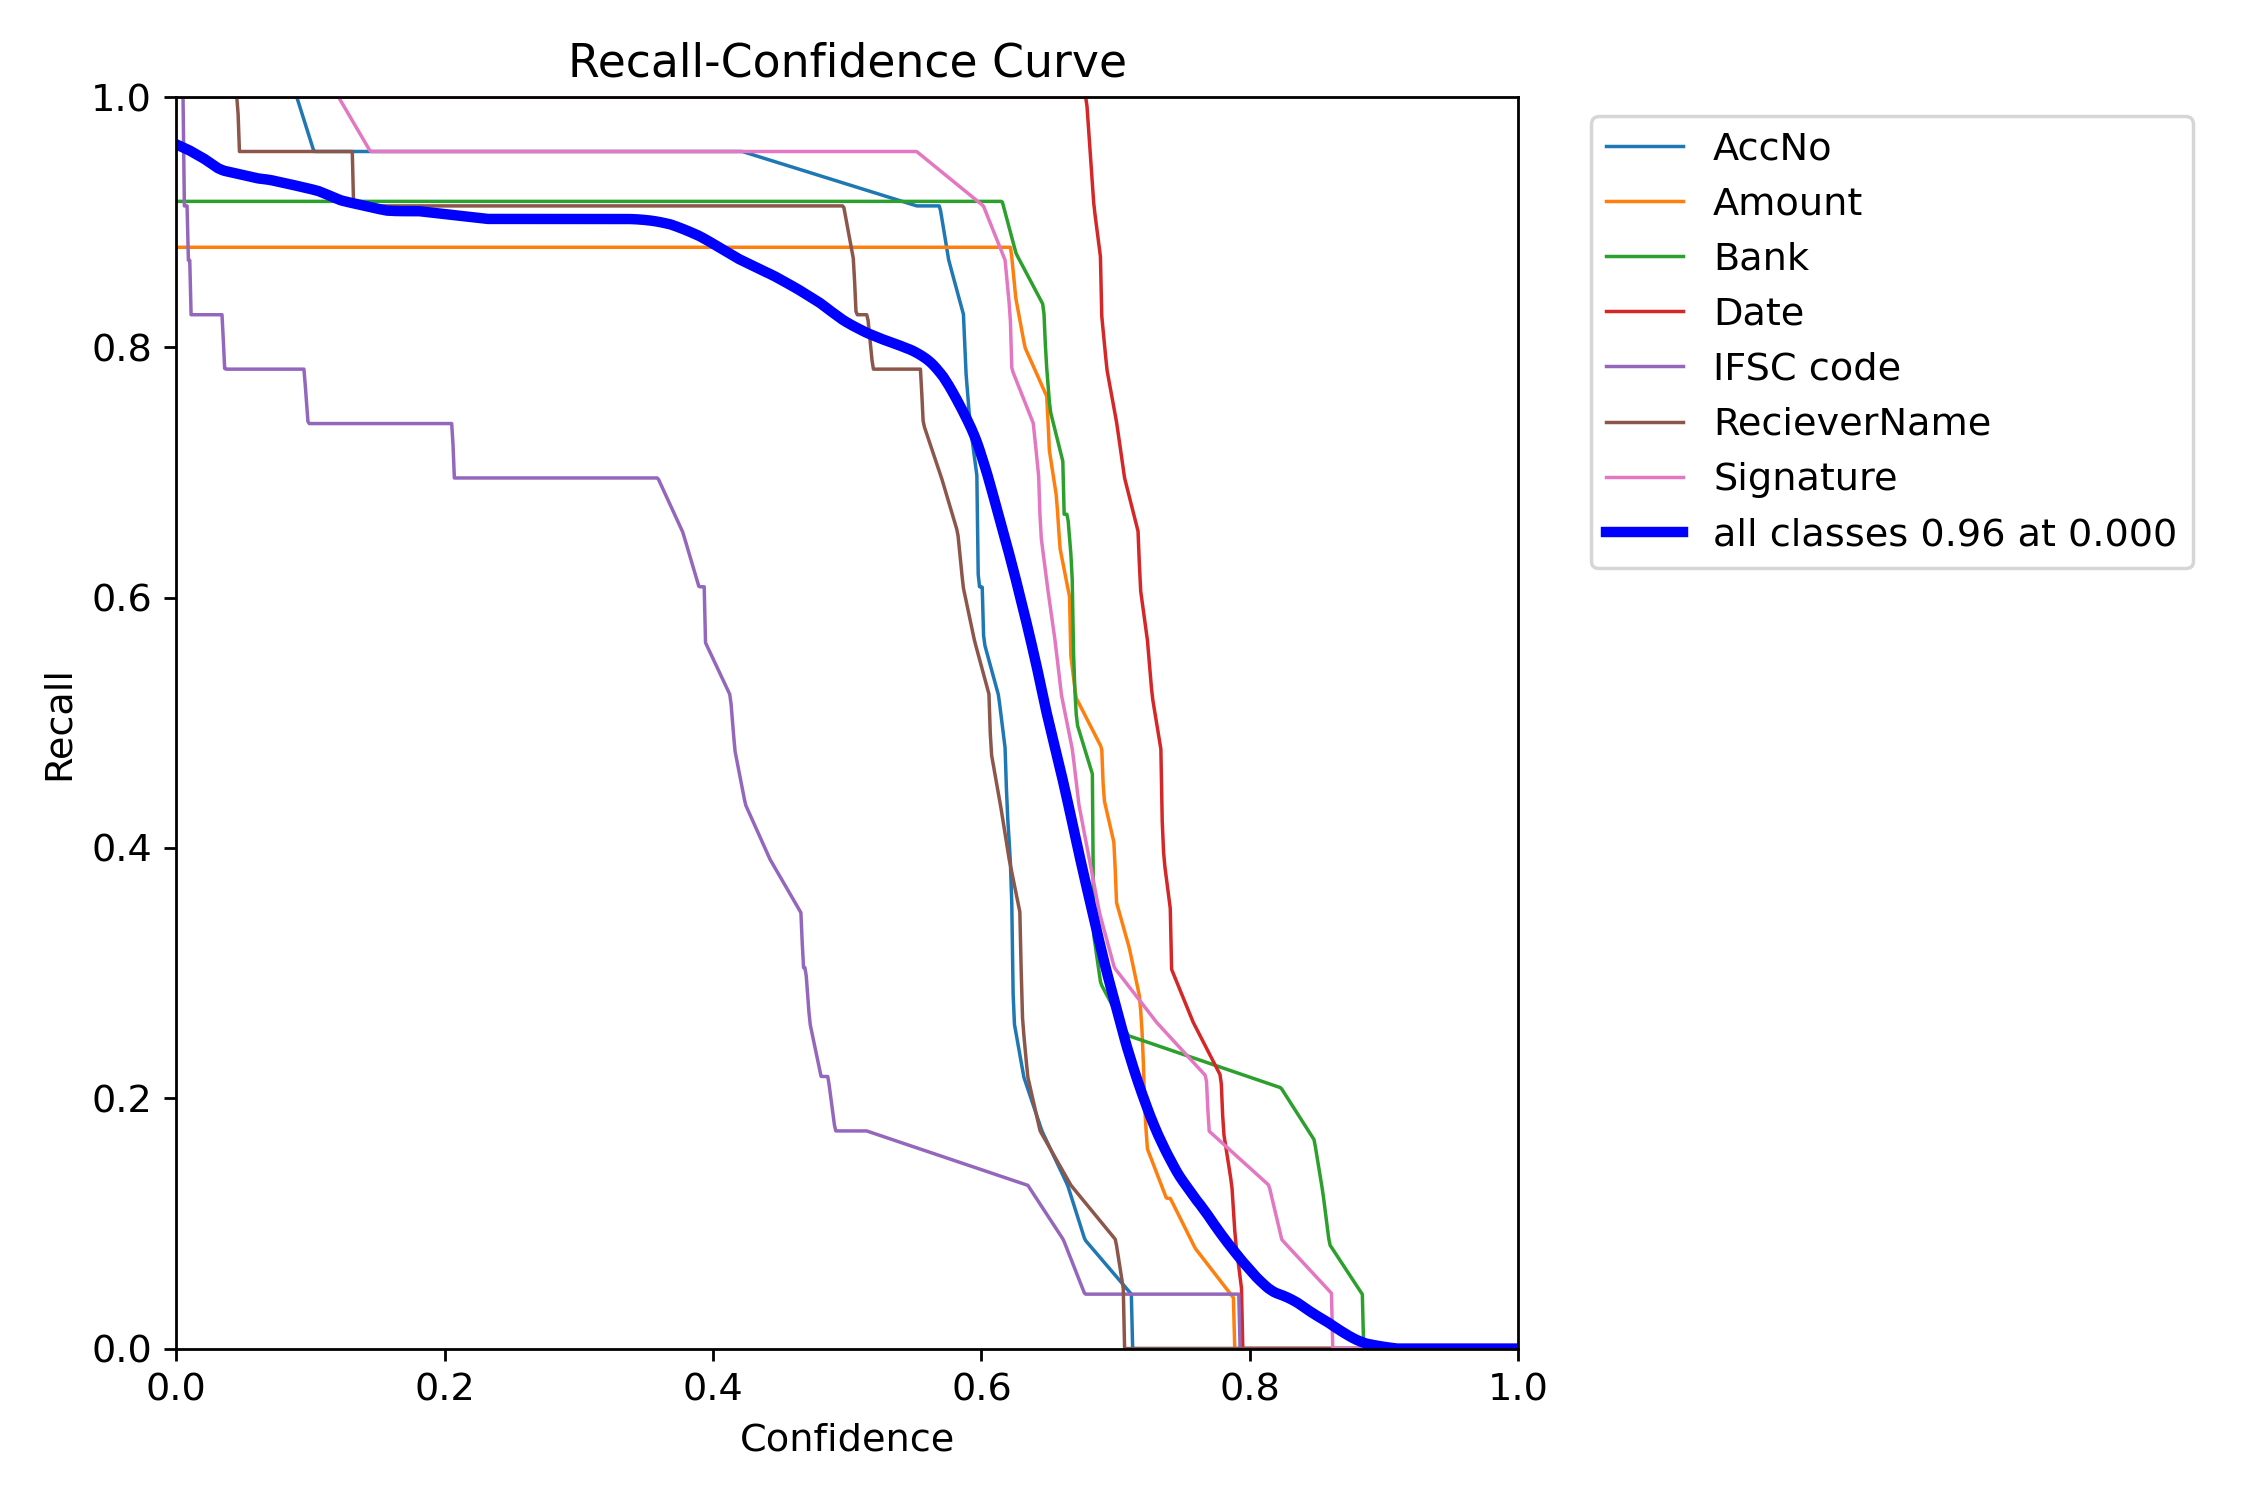 Recall-Confidence Curve
1.0
0.8
0.6
0.4
0.2
0.0
Recall
0.0 0.2 0.4 0.6 0.8 1.0
Confidence
AccNo
Amount
Bank
Date
IFSC code
RecieverName
Signature
all classes 0.96 at 0.000